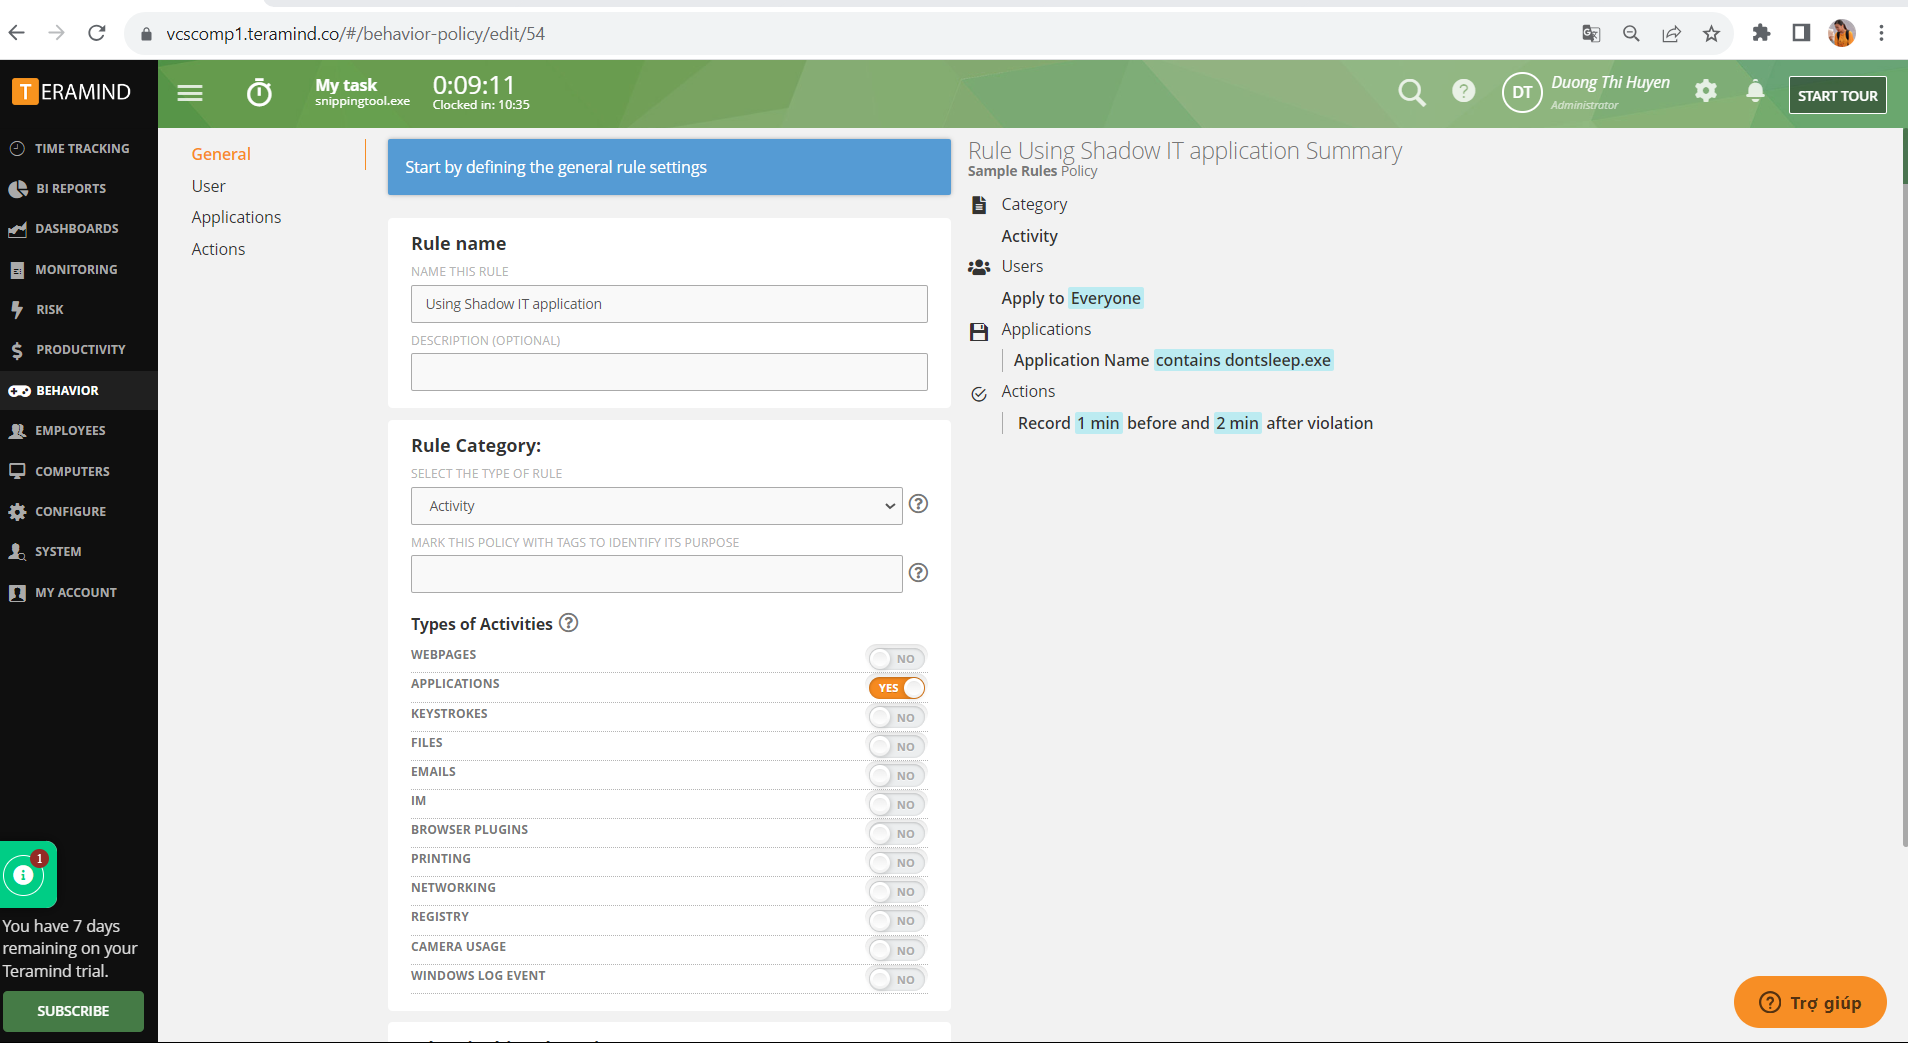 vcscomp1.teramind.co/#/behavior-policy/edit/54
TERAMIND
My task
snippingtool.exe
0:09:11
Clocked in: 10:35
DT
Duong Thi Huyen
Administrator
START TOUR
TIME TRACKING
BI REPORTS
DASHBOARDS
MONITORING
RISK
PRODUCTIVITY
BEHAVIOR
EMPLOYEES
COMPUTERS
CONFIGURE
SYSTEM
MY ACCOUNT
1
You have 7 days
remaining on your
Teramind trial.
SUBSCRIBE
General
User
Applications
Actions
Start by defining the general rule settings
Rule name
NAME THIS RULE
Using Shadow IT application
DESCRIPTION (OPTIONAL)
Rule Category:
SELECT THE TYPE OF RULE
Activity
MARK THIS POLICY WITH TAGS TO IDENTIFY ITS PURPOSE
Types of Activities
WEBPAGES NO
APPLICATIONS YES
KEYSTROKES NO
FILES NO
EMAILS NO
IM NO
BROWSER PLUGINS NO
PRINTING NO
NETWORKING NO
REGISTRY NO
CAMERA USAGE NO
WINDOWS LOG EVENT NO
Rule Using Shadow IT application Summary
Sample Rules Policy
Category
Activity
Users
Apply to Everyone
Applications
Application Name contains dontsleep.exe
Actions
Record 1 min before and 2 min after violation
Trợ giúp